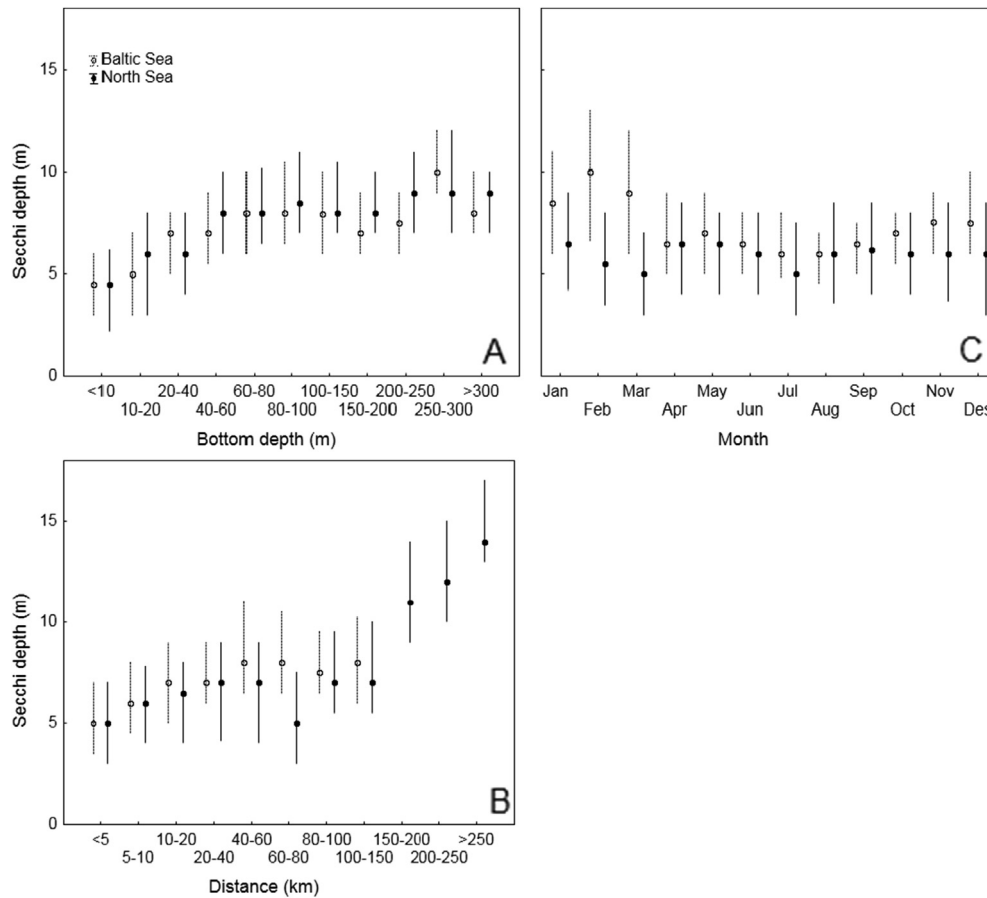 Baltic Sea
North Sea
Secchi depth (m)
15
10
5
0
A
<10 20-40 60-80 100-150 200-250 >300
10-20 40-60 80-100 150-200 250-300
Bottom depth (m)
C
Jan Mar May Jul Sep Nov
Feb Apr Jun Aug Oct Des
Month
Secchi depth (m)
15
10
5
0
B
<5 10-20 40-60 80-100 150-200 >250
5-10 20-40 60-80 100-150 200-250
Distance (km)